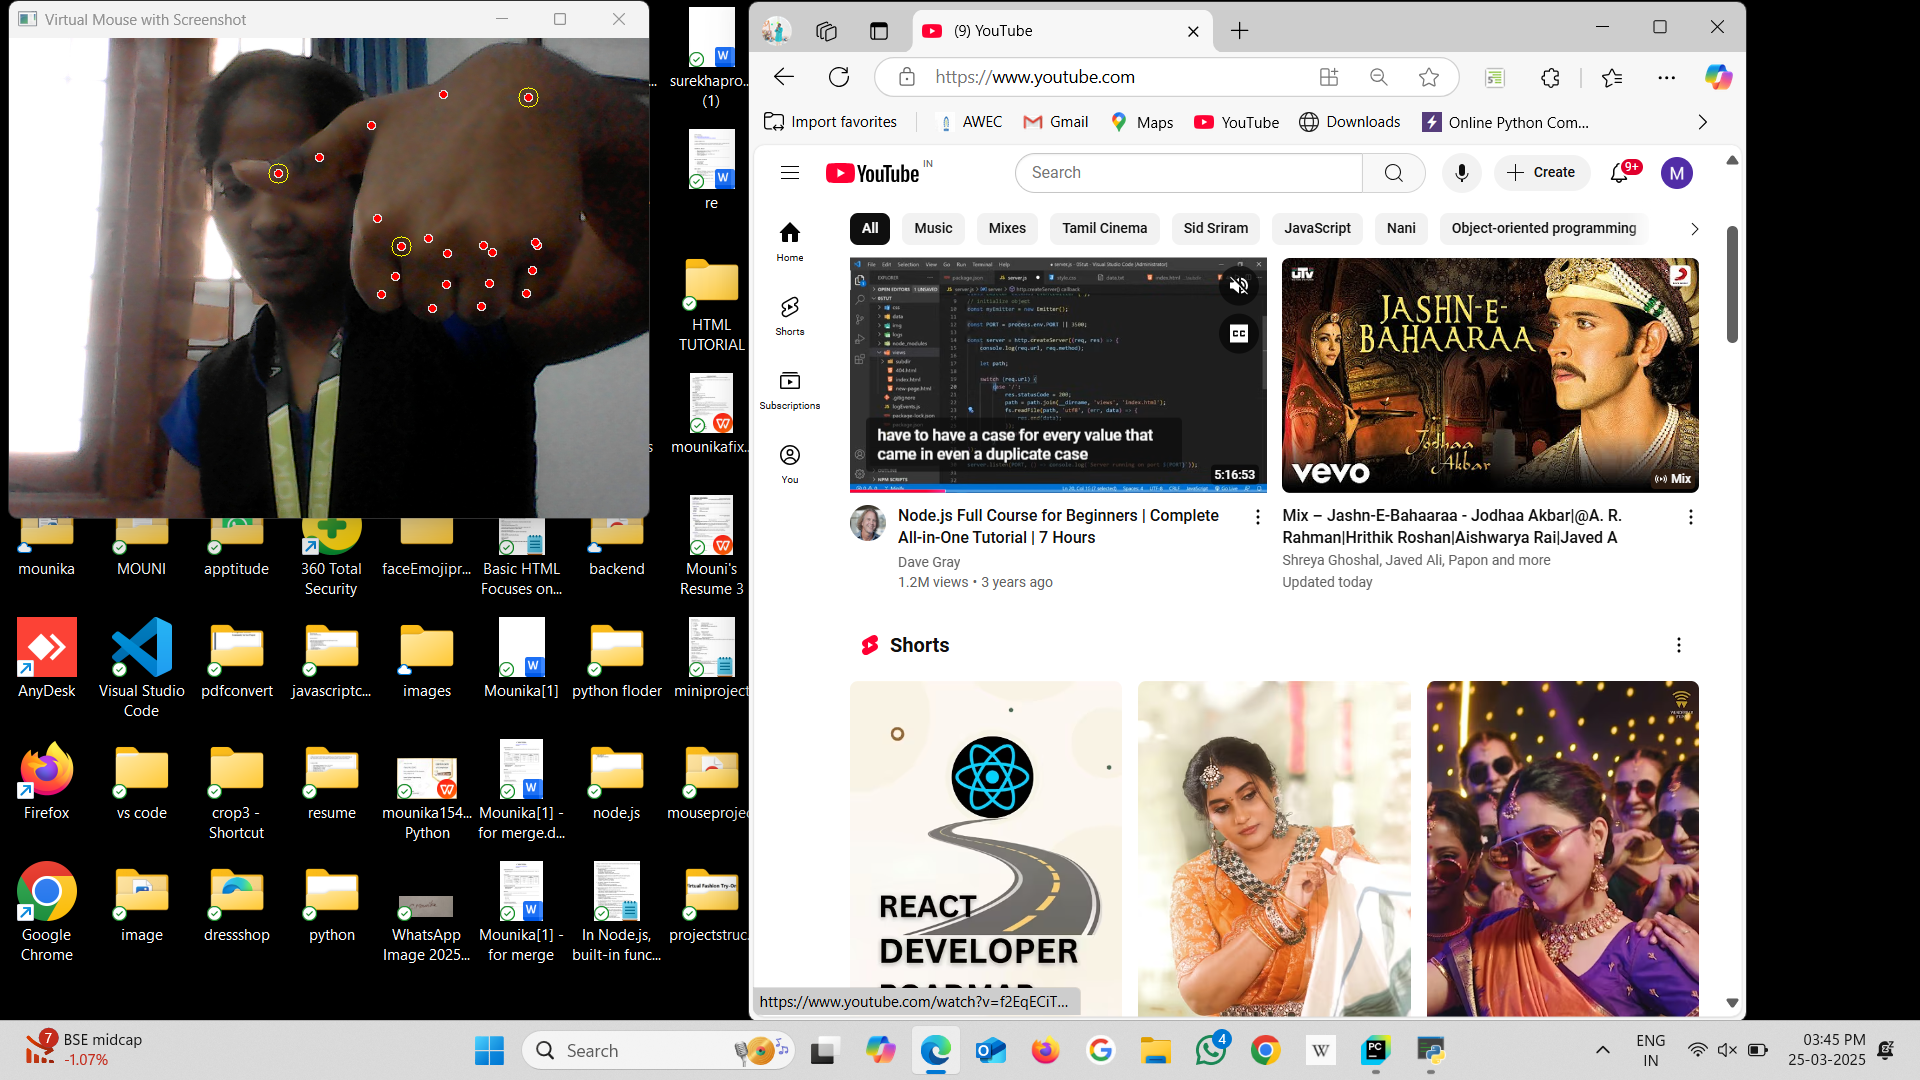 Virtual Mouse with Screenshot
surekhapro...
(1)
re
HTML
TUTORIAL
mounikafix...
mounika
MOUNI
apptitude
360 Total
Security
faceEmojipr...
Basic HTML
Focuses on...
backend
Mouni's
Resume 3
AnyDesk
Visual Studio
Code
pdfconvert
javascriptc...
images
Mounika[1]
python floder
miniproject
Firefox
vs code
crop3 -
Shortcut
resume
mounika154...
Python
Mounika[1] -
for merge.d...
node.js
mouseprojec
Google
Chrome
image
dressshop
python
WhatsApp
Image 2025...
Mounika[1] -
for merge
In Node.js,
built-in func...
projectstruc...
(9) YouTube
https://www.youtube.com
Import favorites
AWEC
Gmail
Maps
YouTube
Downloads
Online Python Com...
YouTube IN
Search
Create
9+
M
All
Music
Mixes
Tamil Cinema
Sid Sriram
JavaScript
Nani
Object-oriented programming
Home
Shorts
Subscriptions
You
have to have a case for every value that
came in even a duplicate case
5:16:53
Node.js Full Course for Beginners | Complete
All-in-One Tutorial | 7 Hours
Dave Gray
1.2M views • 3 years ago
UTV
JASHN-E-
BAHAARAA
Jodhaa
Akbar
vevo
Mix
Mix – Jashn-E-Bahaaraa - Jodhaa Akbar|@A. R.
Rahman|Hrithik Roshan|Aishwarya Rai|Javed A
Shreya Ghoshal, Javed Ali, Papon and more
Updated today
Shorts
REACT
DEVELOPER
ROADMAP
https://www.youtube.com/watch?v=f2EqECiT...
7
BSE midcap
-1.07%
Search
4
ENG
IN
03:45 PM
25-03-2025